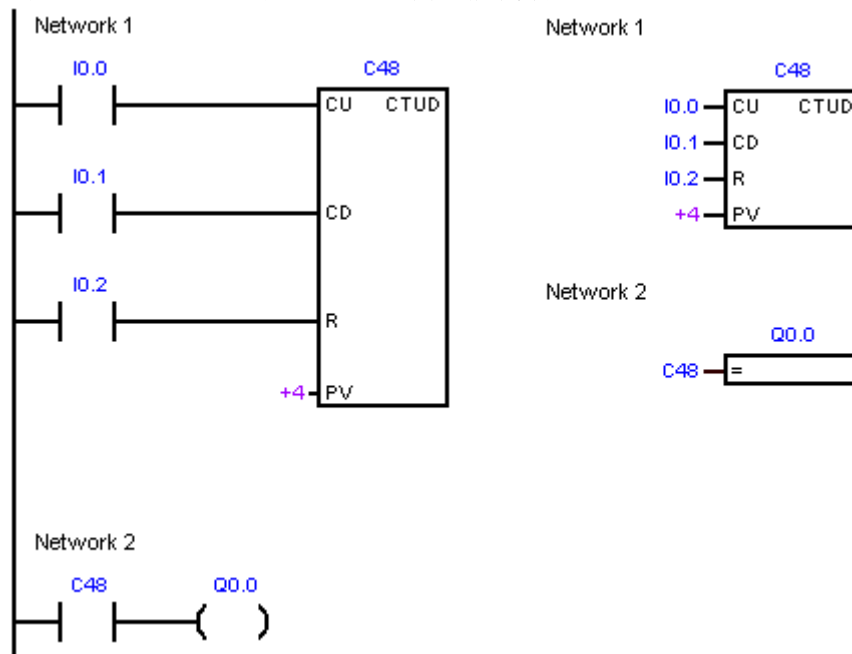 Network 1
I0.0
C48
CU CTUD
I0.1
CD
I0.2
R
+4 PV
Network 2
C48 Q0.0
( )
Network 1
C48
I0.0 CU CTUD
I0.1 CD
I0.2 R
+4 PV
Network 2
Q0.0
C48 =